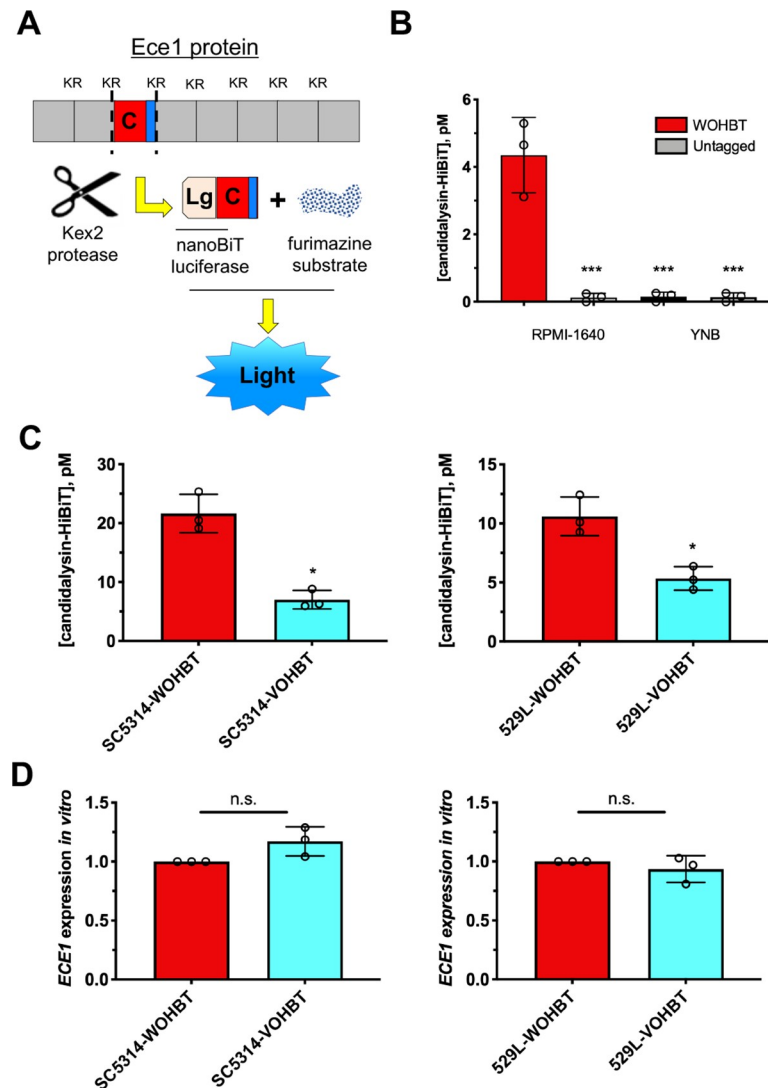 A
Ece1 protein
KR KR KR KR KR KR KR
C
Kex2
protease
Lg C +
nanoBiT
luciferase
furimazine
substrate
Light
B
[candidalysin-HiBiT], pM
6
4
2
0
WOHBT
Untagged
*** *** ***
RPMI-1640 YNB
C
[candidalysin-HiBiT], pM
30
20
10
0
*
SC5314-WOHBT
SC5314-VOHBT
[candidalysin-HiBiT], pM
15
10
5
0
*
529L-WOHBT
529L-VOHBT
D
ECE1 expression in vitro
1.5
1.0
0.5
0.0
n.s.
SC5314-WOHBT
SC5314-VOHBT
ECE1 expression in vitro
1.5
1.0
0.5
0.0
n.s.
529L-WOHBT
529L-VOHBT